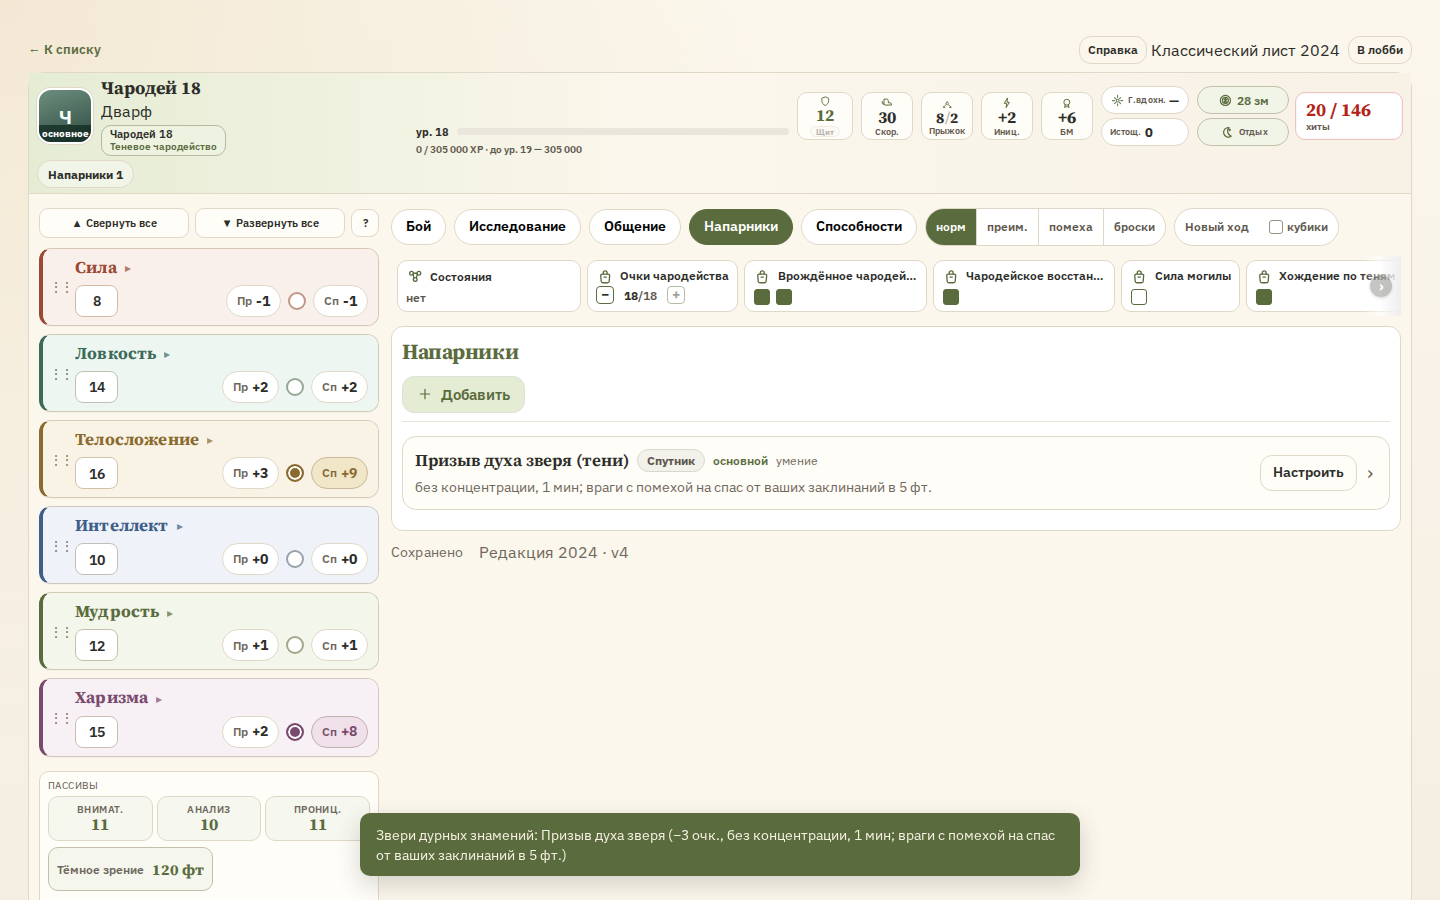 ← К списку
Справка Классический лист 2024 В лобби
Ч
основное
Чародей 18
Дварф
Чародей 18
Теневое чародейство
Напарники 1
ур. 18
0 / 305 000 XP · до ур. 19 — 305 000
12
Щит
30
Скор.
8/2
Прыжок
+2
Иниц.
+6
БМ
Г.вдохн. —
Истощ. 0
28 зм
Отдых
20 / 146
хиты
▲ Свернуть все
▼ Развернуть все
?
Сила ▸
8 Пр -1 Сп -1
Ловкость ▸
14 Пр +2 Сп +2
Телосложение ▸
16 Пр +3 Сп +9
Интеллект ▸
10 Пр +0 Сп +0
Мудрость ▸
12 Пр +1 Сп +1
Харизма ▸
15 Пр +2 Сп +8
ПАССИВЫ
ВНИМАТ.
11
АНАЛИЗ
10
ПРОНИЦ.
11
Тёмное зрение 120 фт
Бой Исследование Общение Напарники Способности норм преим. помеха броски Новый ход кубики
Состояния
нет
Очки чародейства
− 18/18 +
Врождённое чародей...
Чародейское восстан...
Сила могилы
Хождение по теням
›
Напарники
+ Добавить
Призыв духа зверя (тени) Спутник основной умение
без концентрации, 1 мин; враги с помехой на спас от ваших заклинаний в 5 фт.
Настроить ›
Сохранено Редакция 2024 · v4
Звери дурных знамений: Призыв духа зверя (−3 очк., без концентрации, 1 мин; враги с помехой на спас
от ваших заклинаний в 5 фт.)